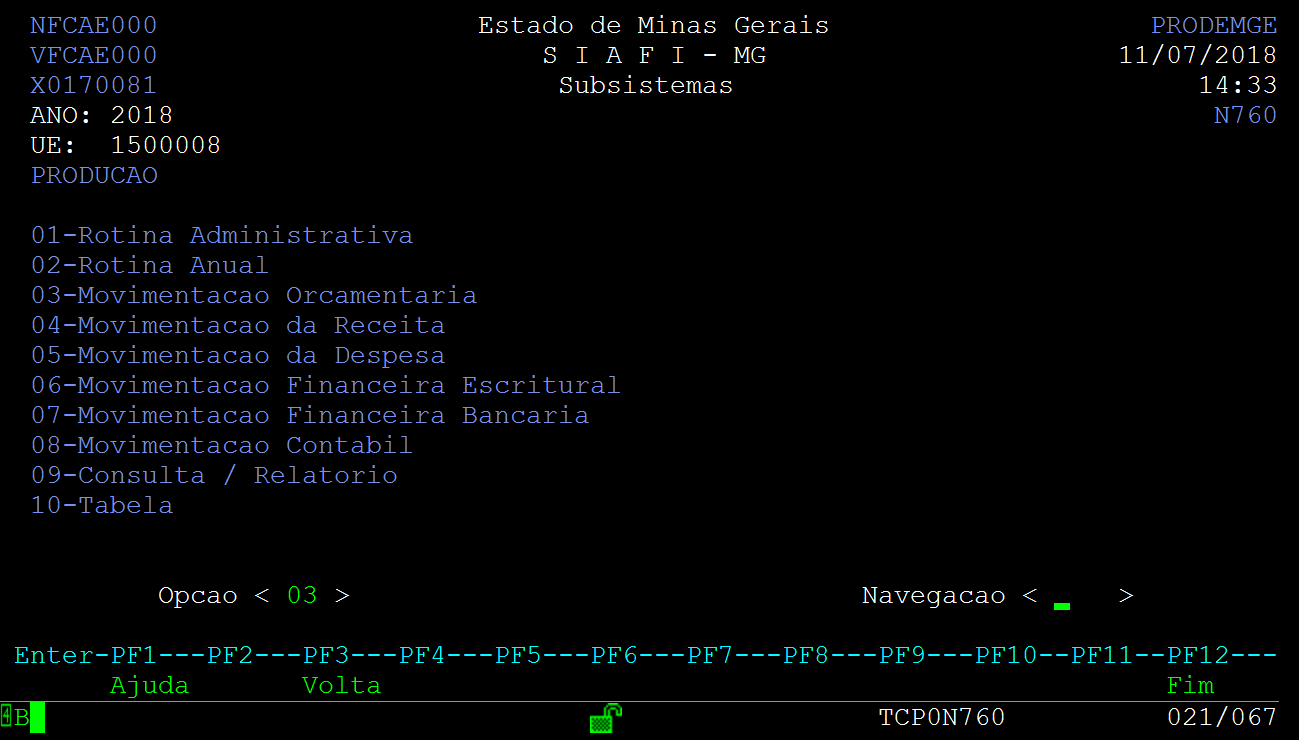 NFCAE000 Estado de Minas Gerais PRODEMGE
VFCAE000 S I A F I - MG 11/07/2018
X0170081 Subsistemas 14:33
ANO: 2018 N760
UE: 1500008
PRODUCAO
01-Rotina Administrativa
02-Rotina Anual
03-Movimentacao Orcamentaria
04-Movimentacao da Receita
05-Movimentacao da Despesa
06-Movimentacao Financeira Escritural
07-Movimentacao Financeira Bancaria
08-Movimentacao Contabil
09-Consulta / Relatorio
10-Tabela
Opcao < 03 > Navegacao < _ >
Enter-PF1---PF2---PF3---PF4---PF5---PF6---PF7---PF8---PF9---PF10--PF11--PF12---
Ajuda Volta Fim
4B TCP0N760 021/067